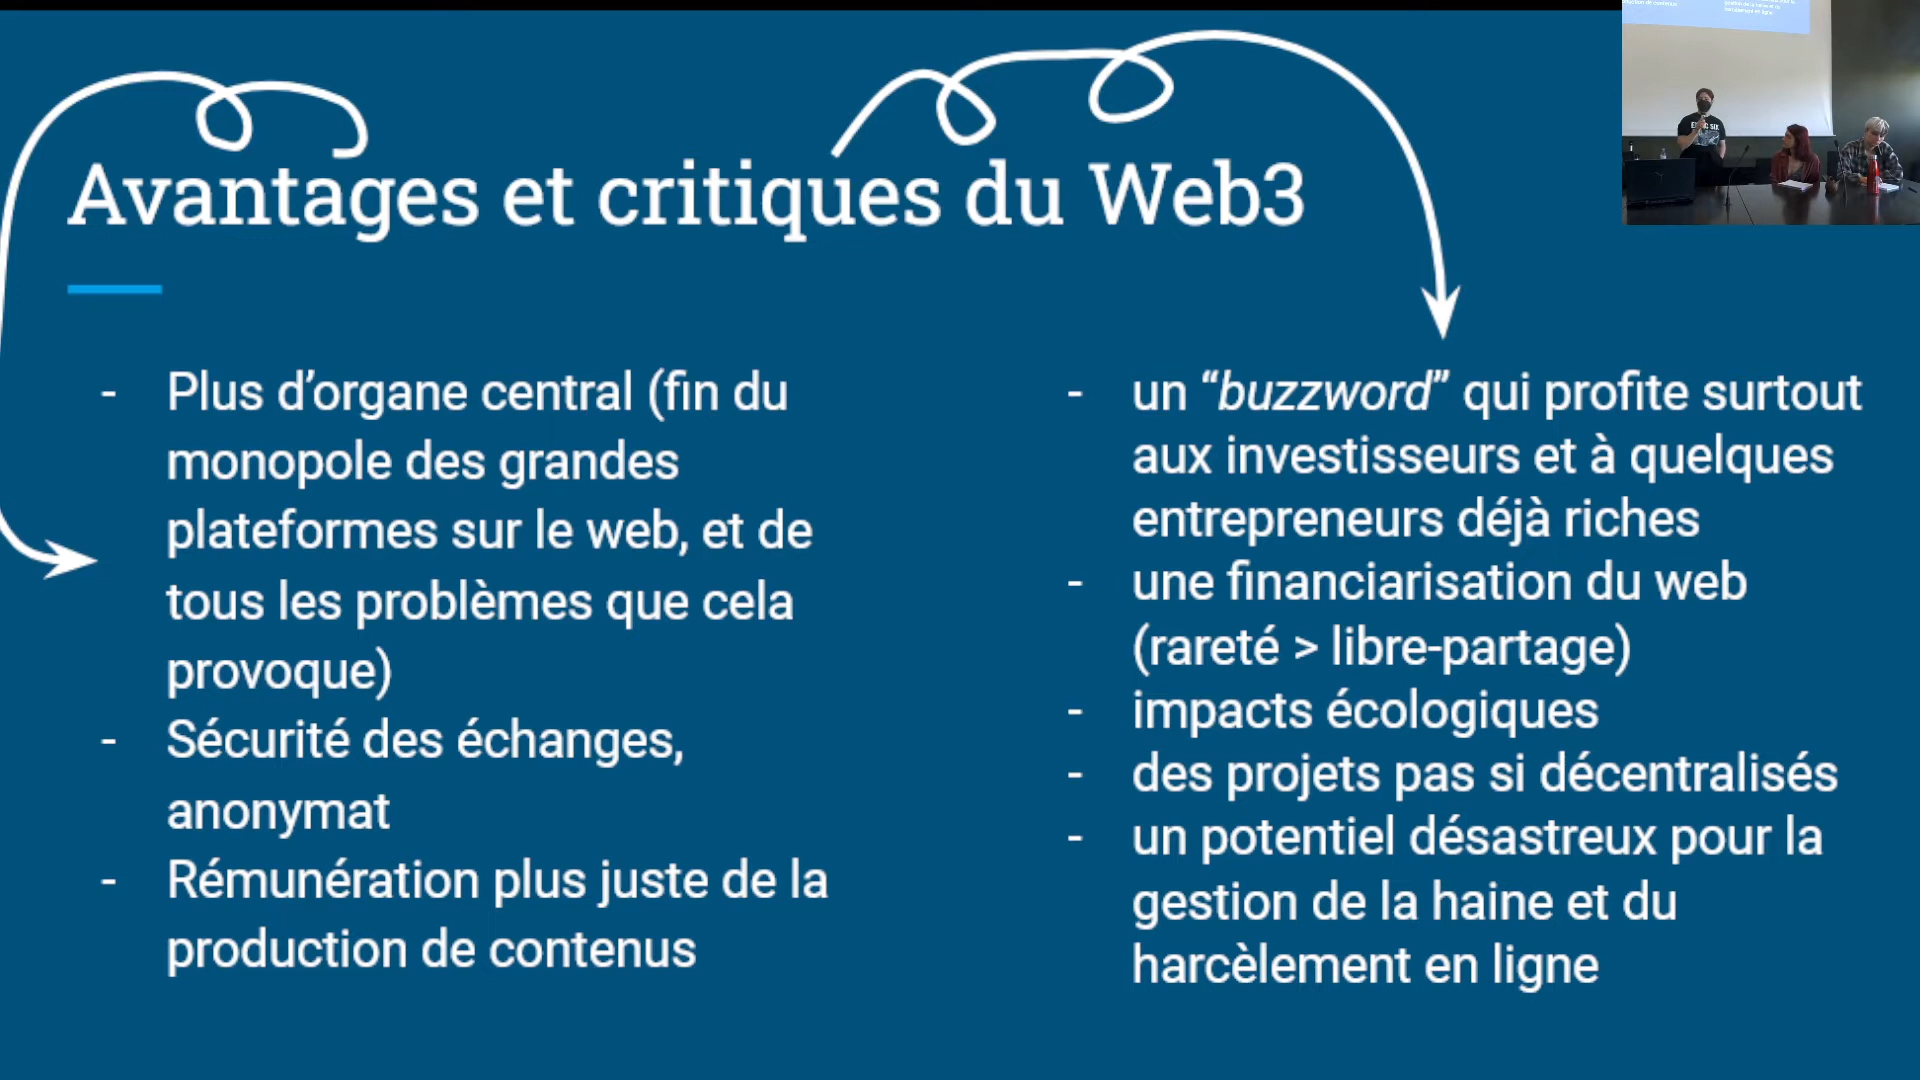 Avantages et critiques du Web3
- Plus d’organe central (fin du
monopole des grandes
plateformes sur le web, et de
tous les problèmes que cela
provoque)
- Sécurité des échanges,
anonymat
- Rémunération plus juste de la
production de contenus
- un “buzzword” qui profite surtout
aux investisseurs et à quelques
entrepreneurs déjà riches
- une financiarisation du web
(rareté > libre-partage)
- impacts écologiques
- des projets pas si décentralisés
- un potentiel désastreux pour la
gestion de la haine et du
harcèlement en ligne